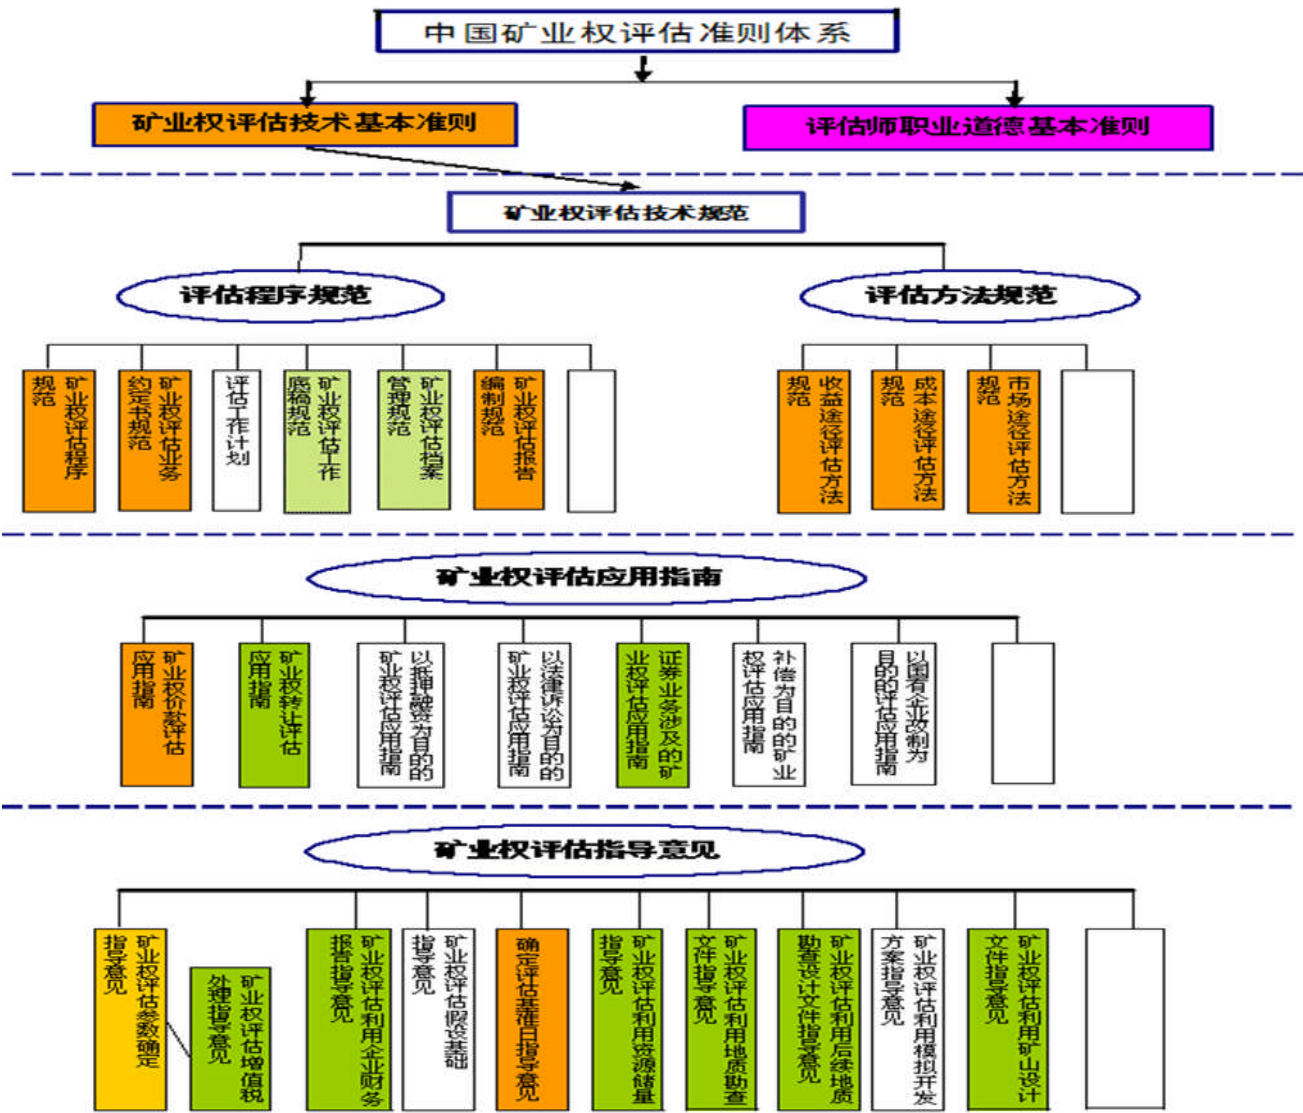 中国矿业权评估准则体系
矿业权评估技术基本准则
评估师职业道德基本准则
矿业权评估技术规范
评估程序规范
评估方法规范
矿业权评估程序
规范
矿业权评估业务
约定书规范
评估工作计划
矿业权评估工作
底稿规范
矿业权评估档案
管理规范
矿业权评估报告
编制规范
收益途径评估方法
规范
成本途径评估方法
规范
市场途径评估方法
规范
矿业权评估应用指南
矿业权价款评估
应用指南
矿业权转让评估
应用指南
以抵押融资为目的的
矿业权评估应用指南
以法律诉讼为目的的
矿业权评估应用指南
证券业务涉及的矿
业权评估应用指南
补偿为目的的矿业
权评估应用指南
以国有企业改制为
目的的评估应用指南
矿业权评估指导意见
矿业权评估参数确定
指导意见
矿业权评估增值税
处理指导意见
矿业权评估利用企业财务
报告指导意见
矿业权评估假设基础
指导意见
确定评估基准日指导意见
矿业权评估利用资源储量
指导意见
矿业权评估利用地质勘查
文件指导意见
矿业权评估利用后续地质
勘查设计文件指导意见
矿业权评估利用模拟开发
方案指导意见
矿业权评估利用矿山设计
文件指导意见